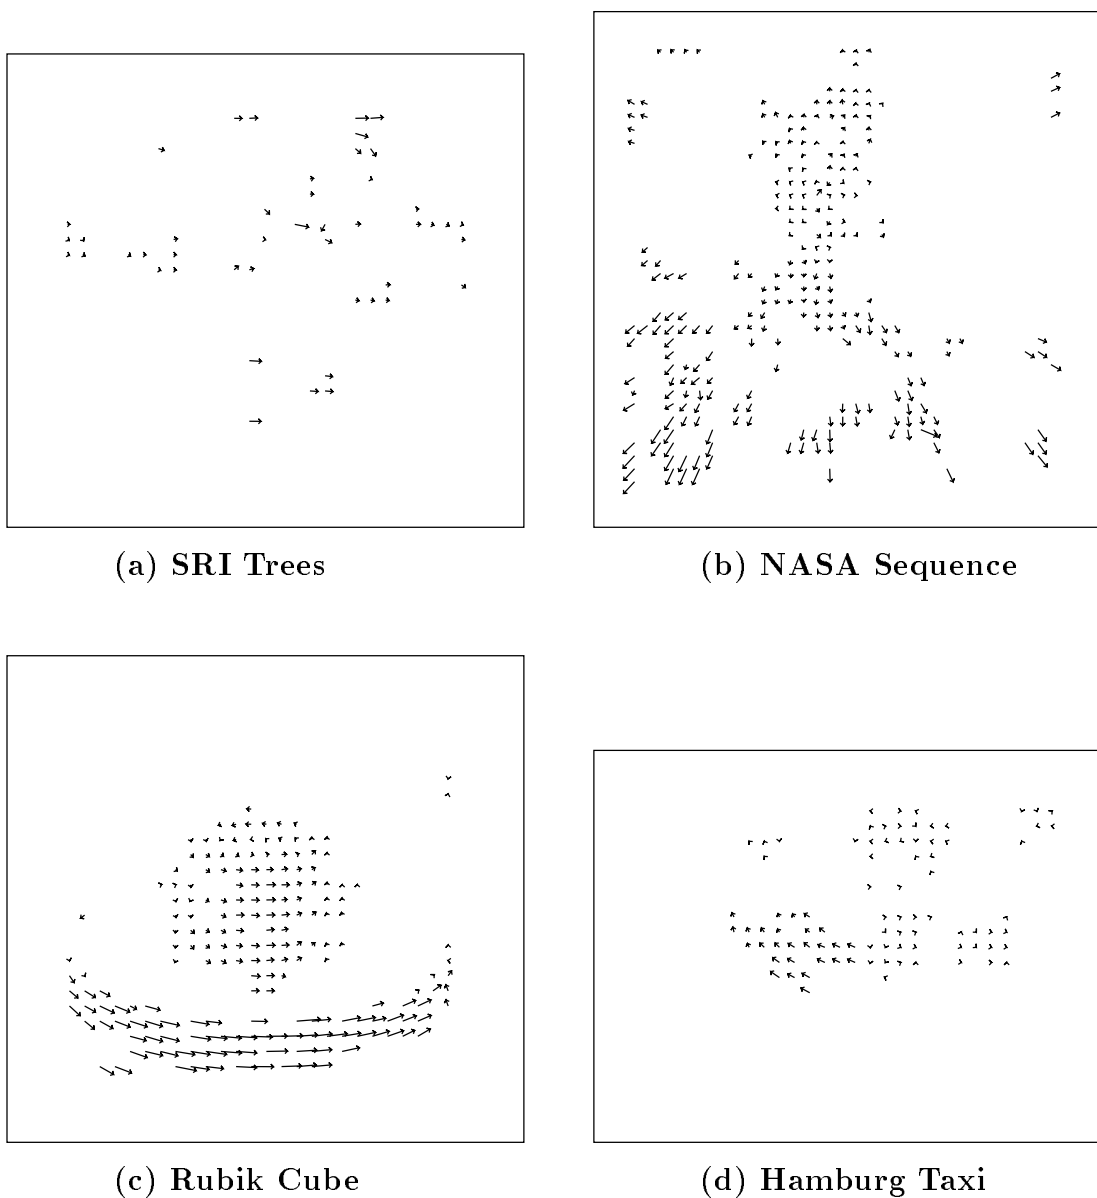 (a) SRI Trees
(b) NASA Sequence
(c) Rubik Cube
(d) Hamburg Taxi